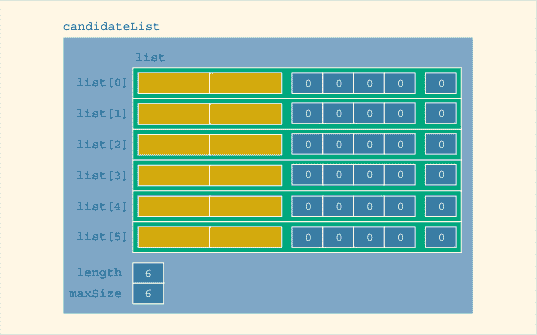 candidateList
list
list[0] 0 0 0 0 0
list[1] 0 0 0 0 0
list[2] 0 0 0 0 0
list[3] 0 0 0 0 0
list[4] 0 0 0 0 0
list[5] 0 0 0 0 0
length 6
maxSize 6